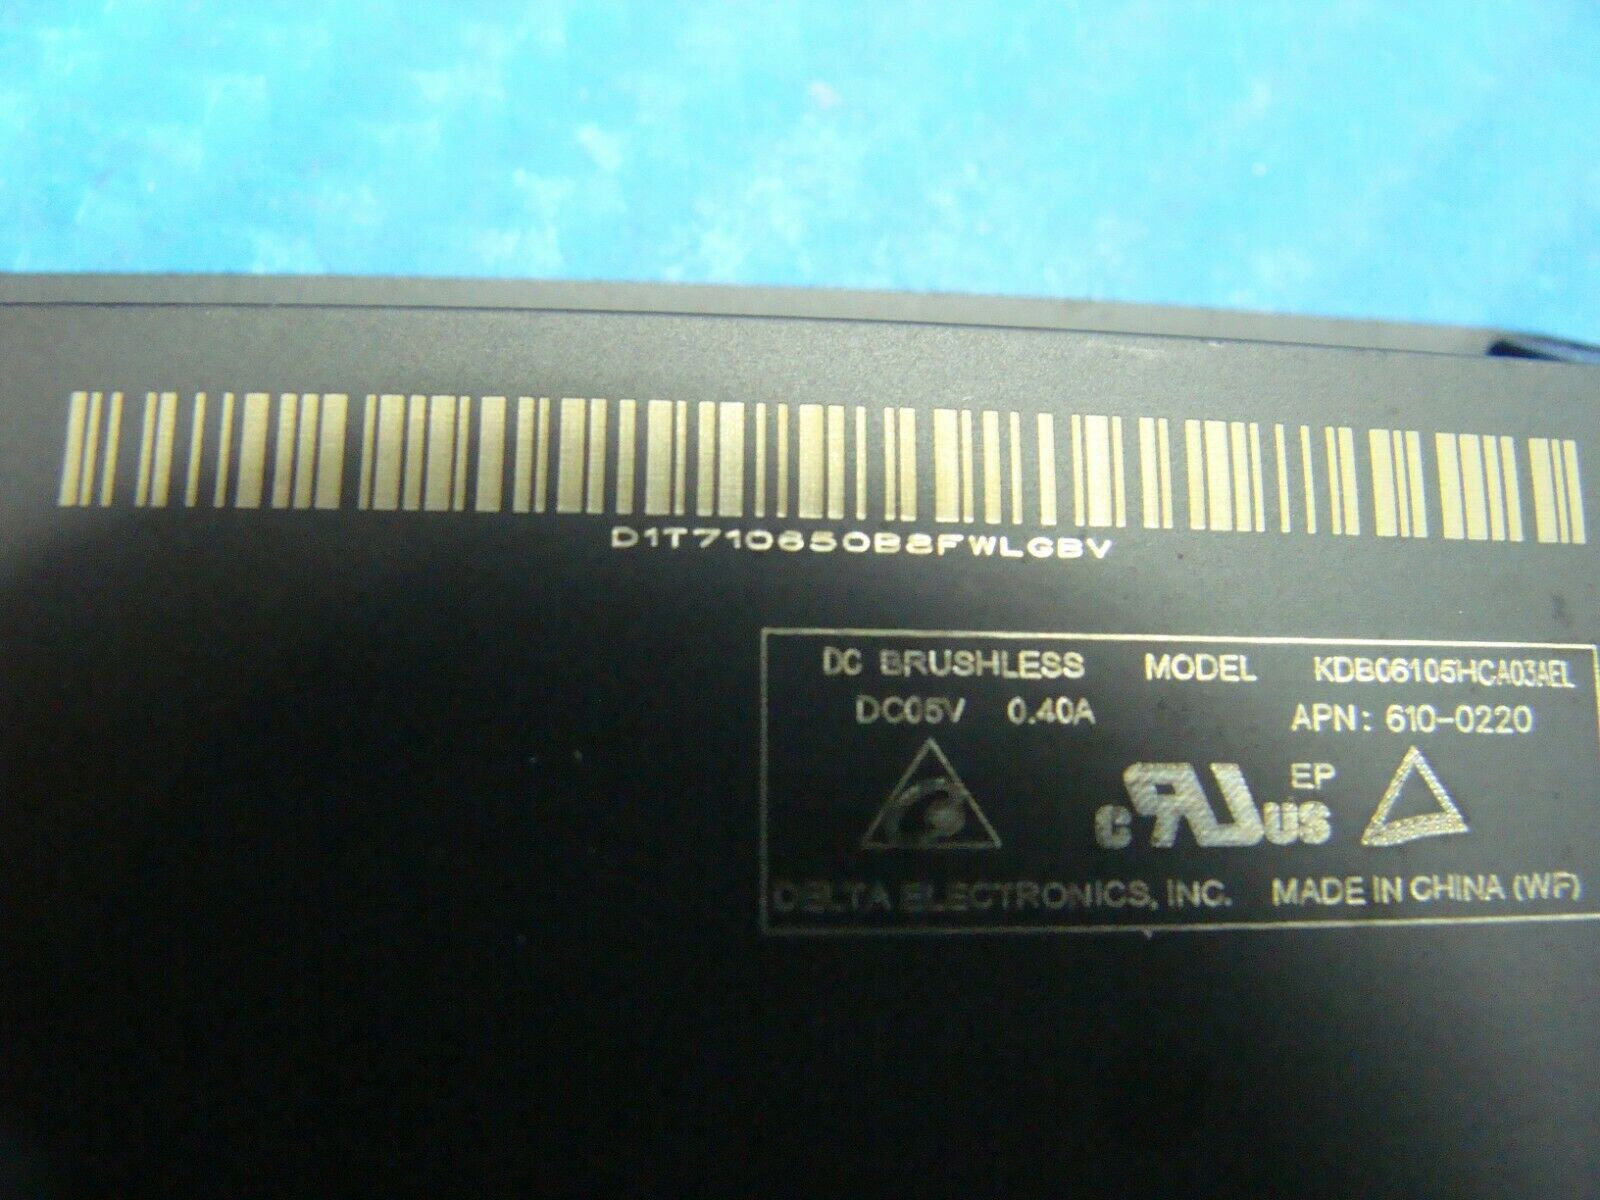 D1T710650B8FWLGBV
DC BRUSHLESS MODEL KDB06105HCA03AEL
DC05V 0.40A APN: 610-0220
c RU US EP
DELTA ELECTRONICS, INC. MADE IN CHINA (WF)